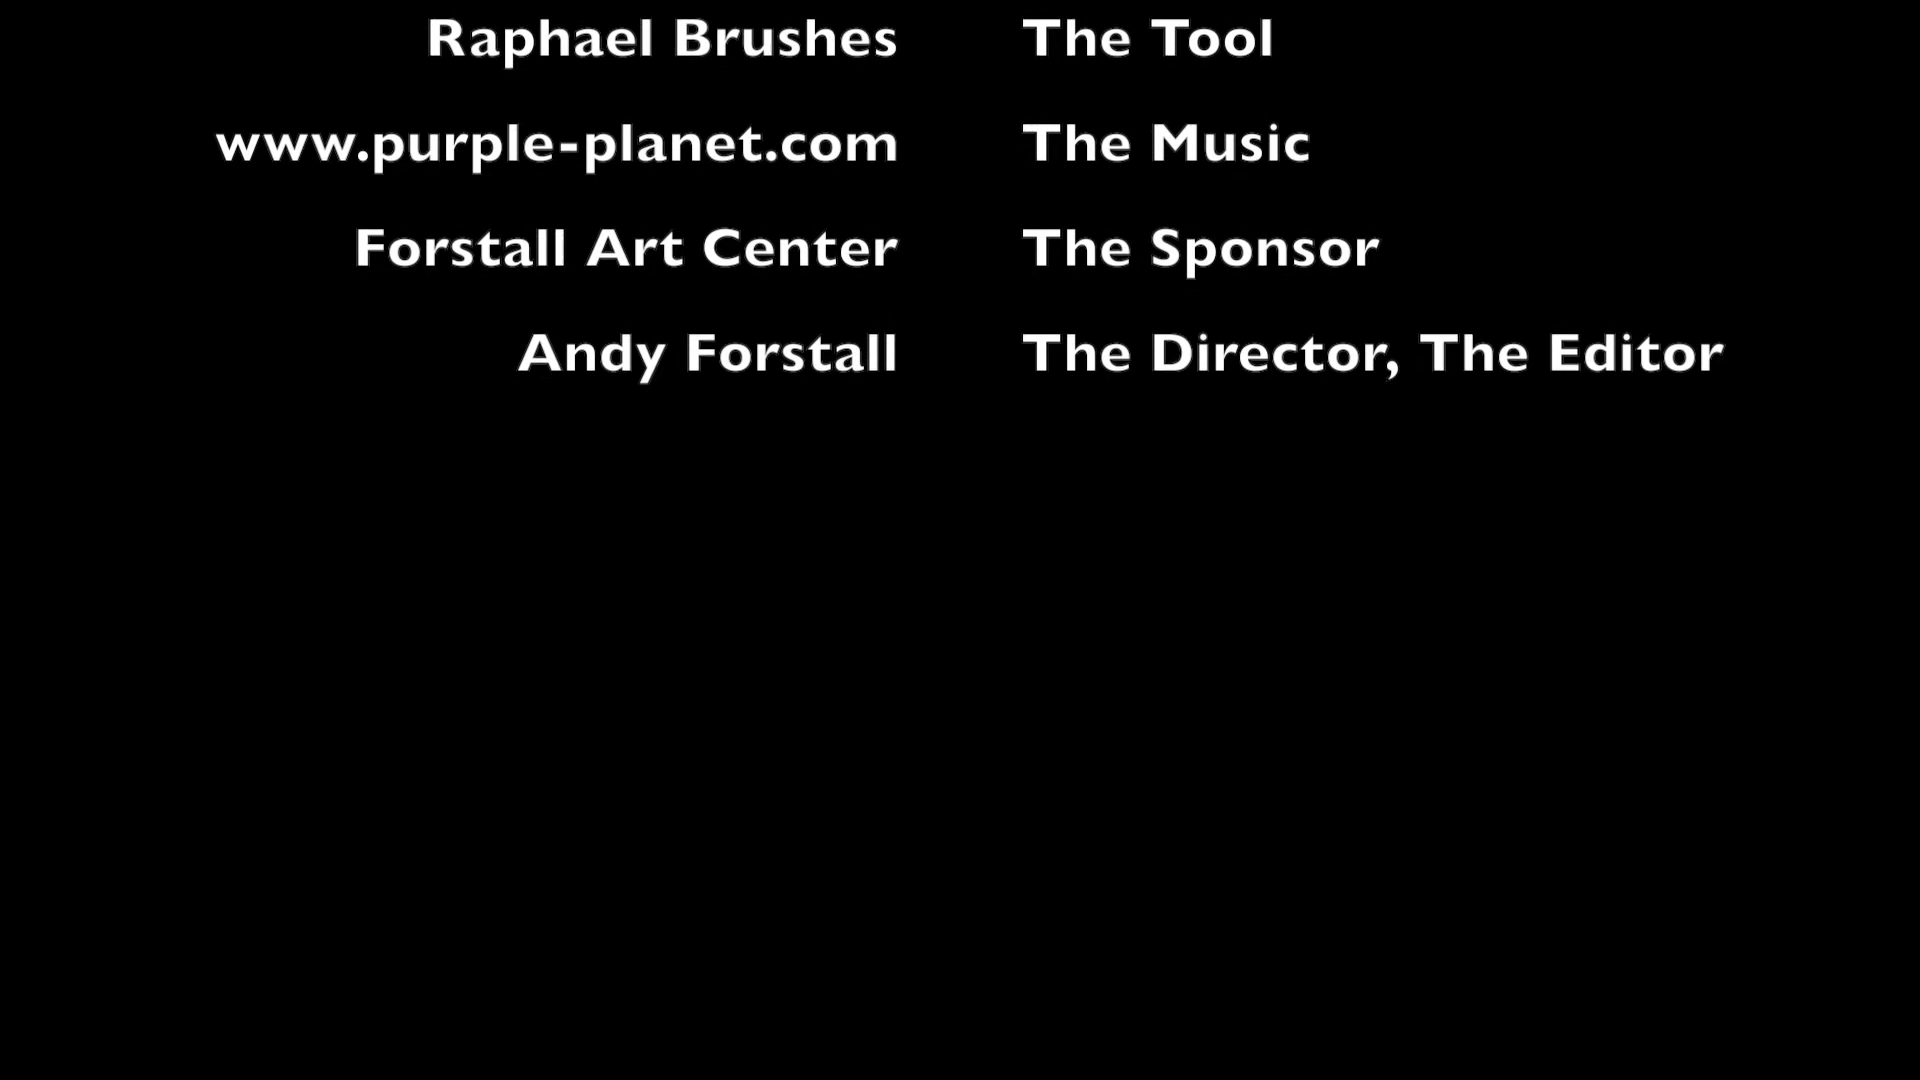 Raphael Brushes The Tool
www.purple-planet.com The Music
Forstall Art Center The Sponsor
Andy Forstall The Director, The Editor